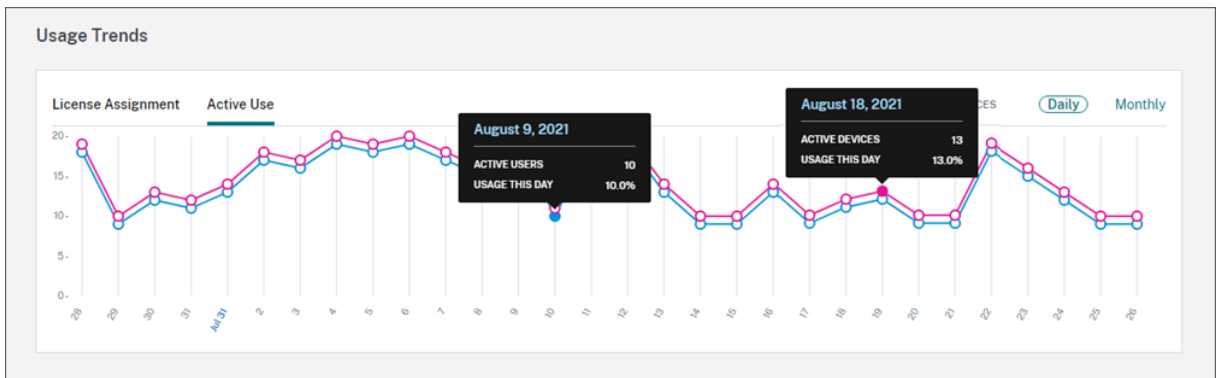 Usage Trends
License Assignment Active Use
CES Daily Monthly
August 9, 2021
ACTIVE USERS 10
USAGE THIS DAY 10.0%
August 18, 2021
ACTIVE DEVICES 13
USAGE THIS DAY 13.0%
20-
15-
10-
5-
0-
28 29 30 31 Jul 31 2 3 4 5 6 7 8 9 10 11 12 13 14 15 16 17 18 19 20 21 22 23 24 25 26